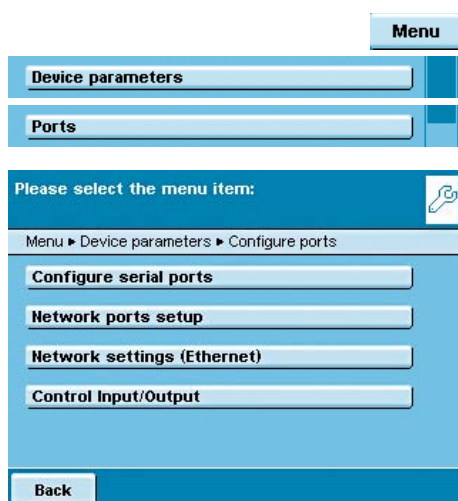 Menu
Device parameters
Ports
Please select the menu item:
Menu ▸ Device parameters ▸ Configure ports
Configure serial ports
Network ports setup
Network settings (Ethernet)
Control Input/Output
Back